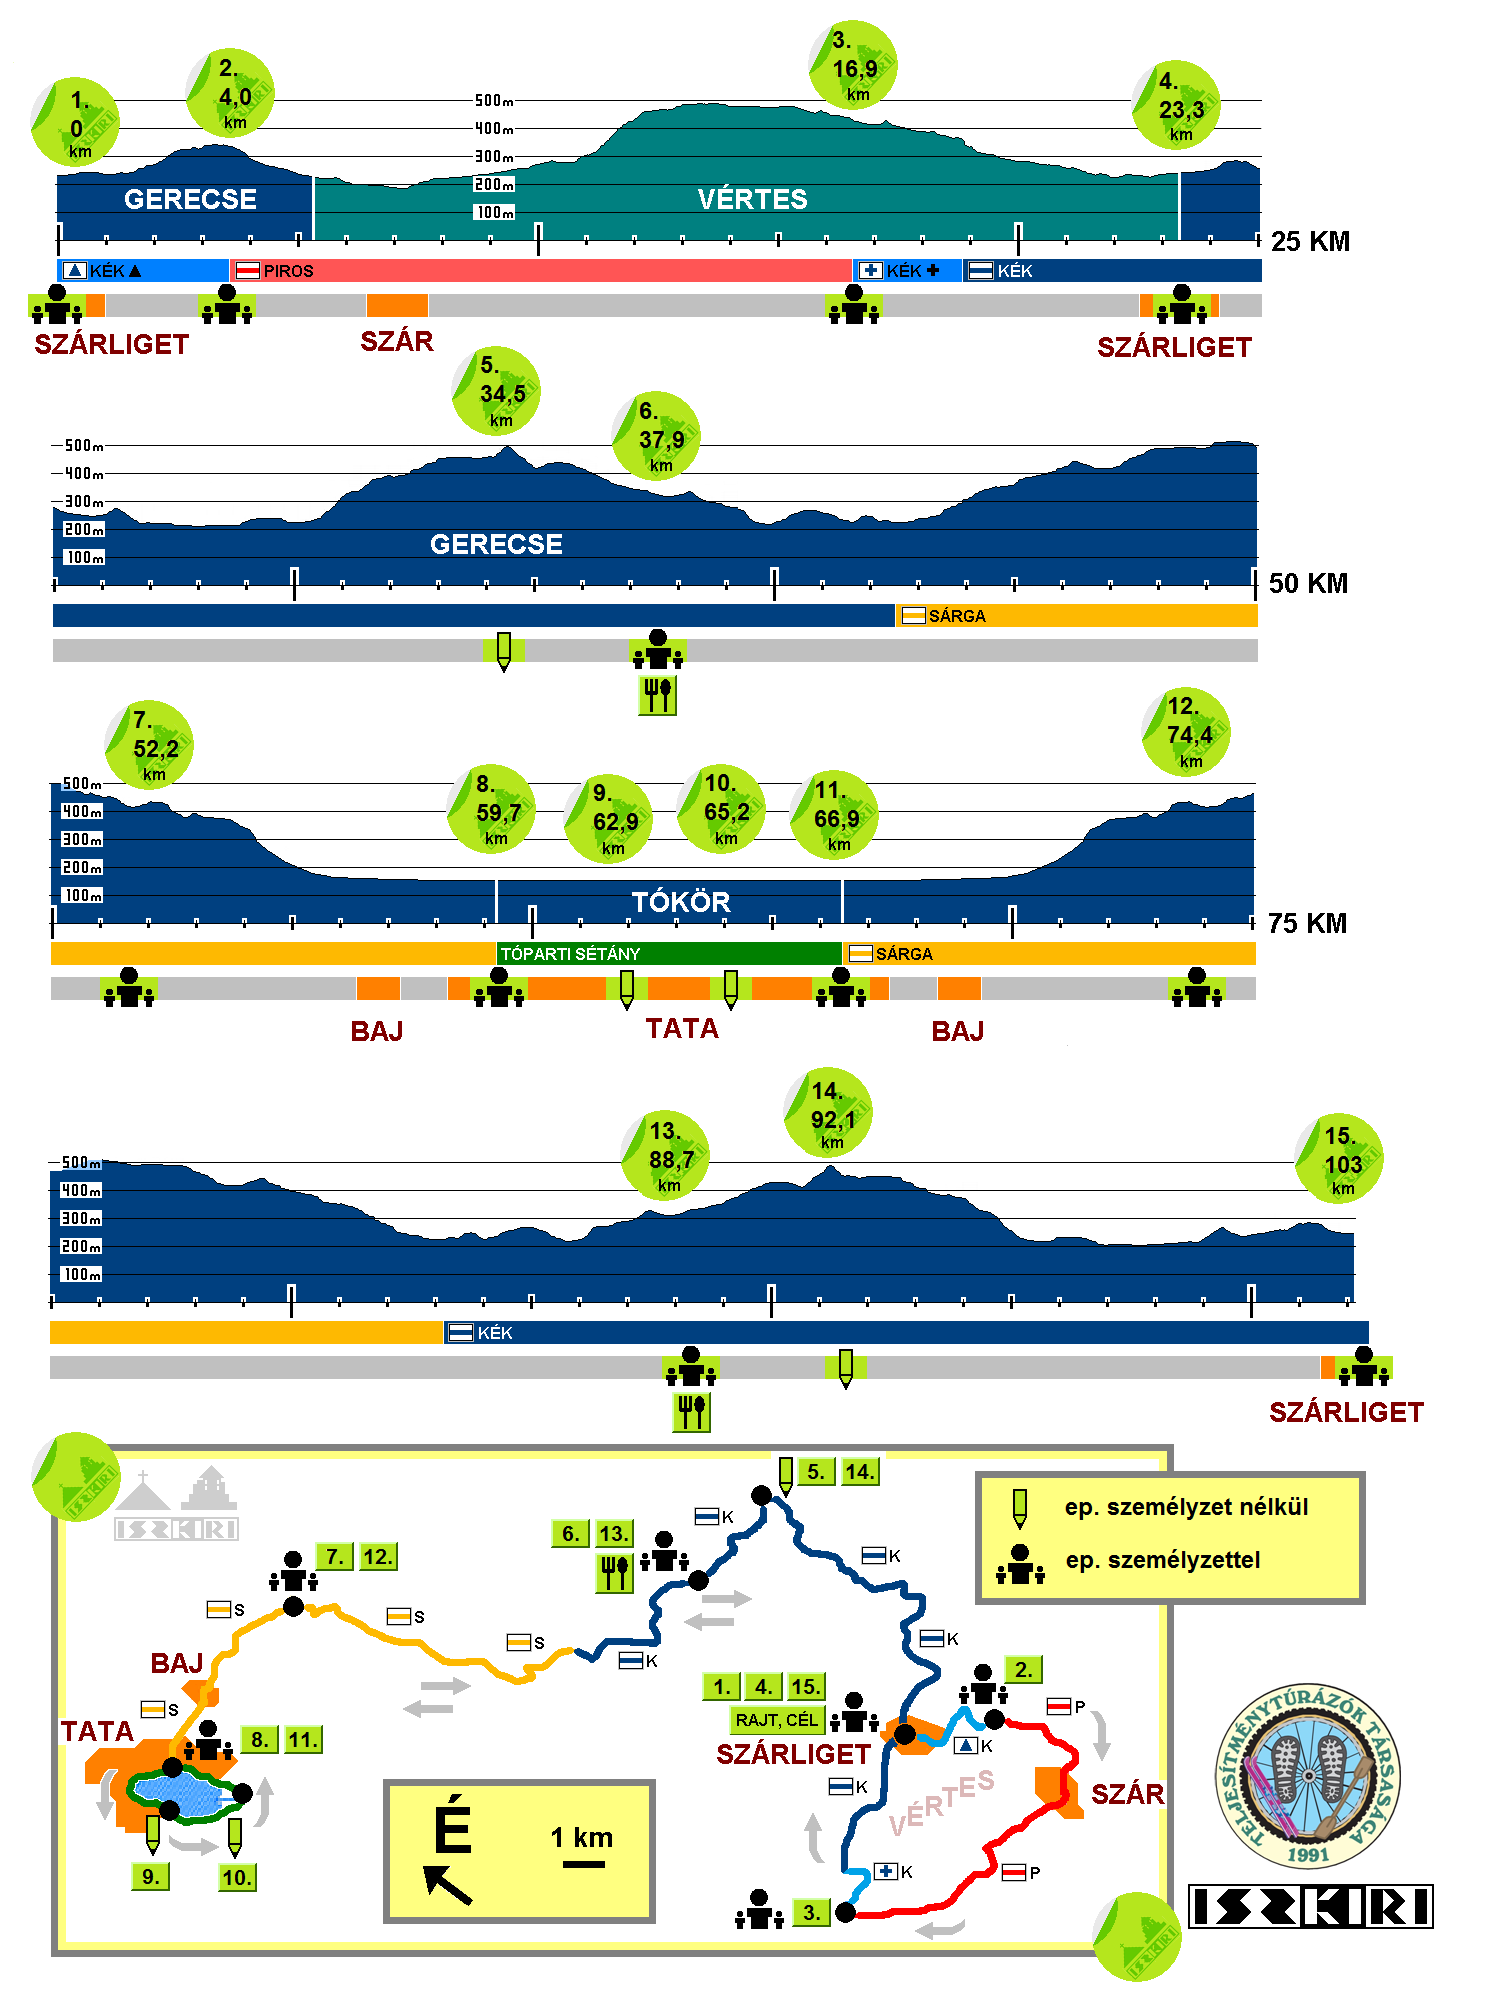 1.
0
km
2.
4,0
km
3.
16,9
km
4.
23,3
km
500m
400m
300m
200m
100m
GERECSE
VÉRTES
25 KM
KÉK ▲
PIROS
KÉK ✚
KÉK
SZÁRLIGET
SZÁR
SZÁRLIGET
5.
34,5
km
6.
37,9
km
500m
400m
300m
200m
100m
GERECSE
50 KM
SÁRGA
7.
52,2
km
8.
59,7
km
9.
62,9
km
10.
65,2
km
11.
66,9
km
12.
74,4
km
500m
400m
300m
200m
100m
TÓKÖR
75 KM
TÓPARTI SÉTÁNY
SÁRGA
BAJ
TATA
BAJ
13.
88,7
km
14.
92,1
km
15.
103
km
500m
400m
300m
200m
100m
KÉK
SZÁRLIGET
ISZKIRI
5.
14.
K
6.
13.
K
7.
12.
S
S
S
K
K
BAJ
S
TATA
8.
11.
9.
10.
1.
4.
15.
RAJT, CÉL
SZÁRLIGET
2.
K
P
K
VÉRTES
SZÁR
K
P
3.
É
1 km
ep. személyzet nélkül
ep. személyzettel
TELJESÍTMÉNYTÚRÁZÓK TÁRSASÁGA
1991
ISZKIRI